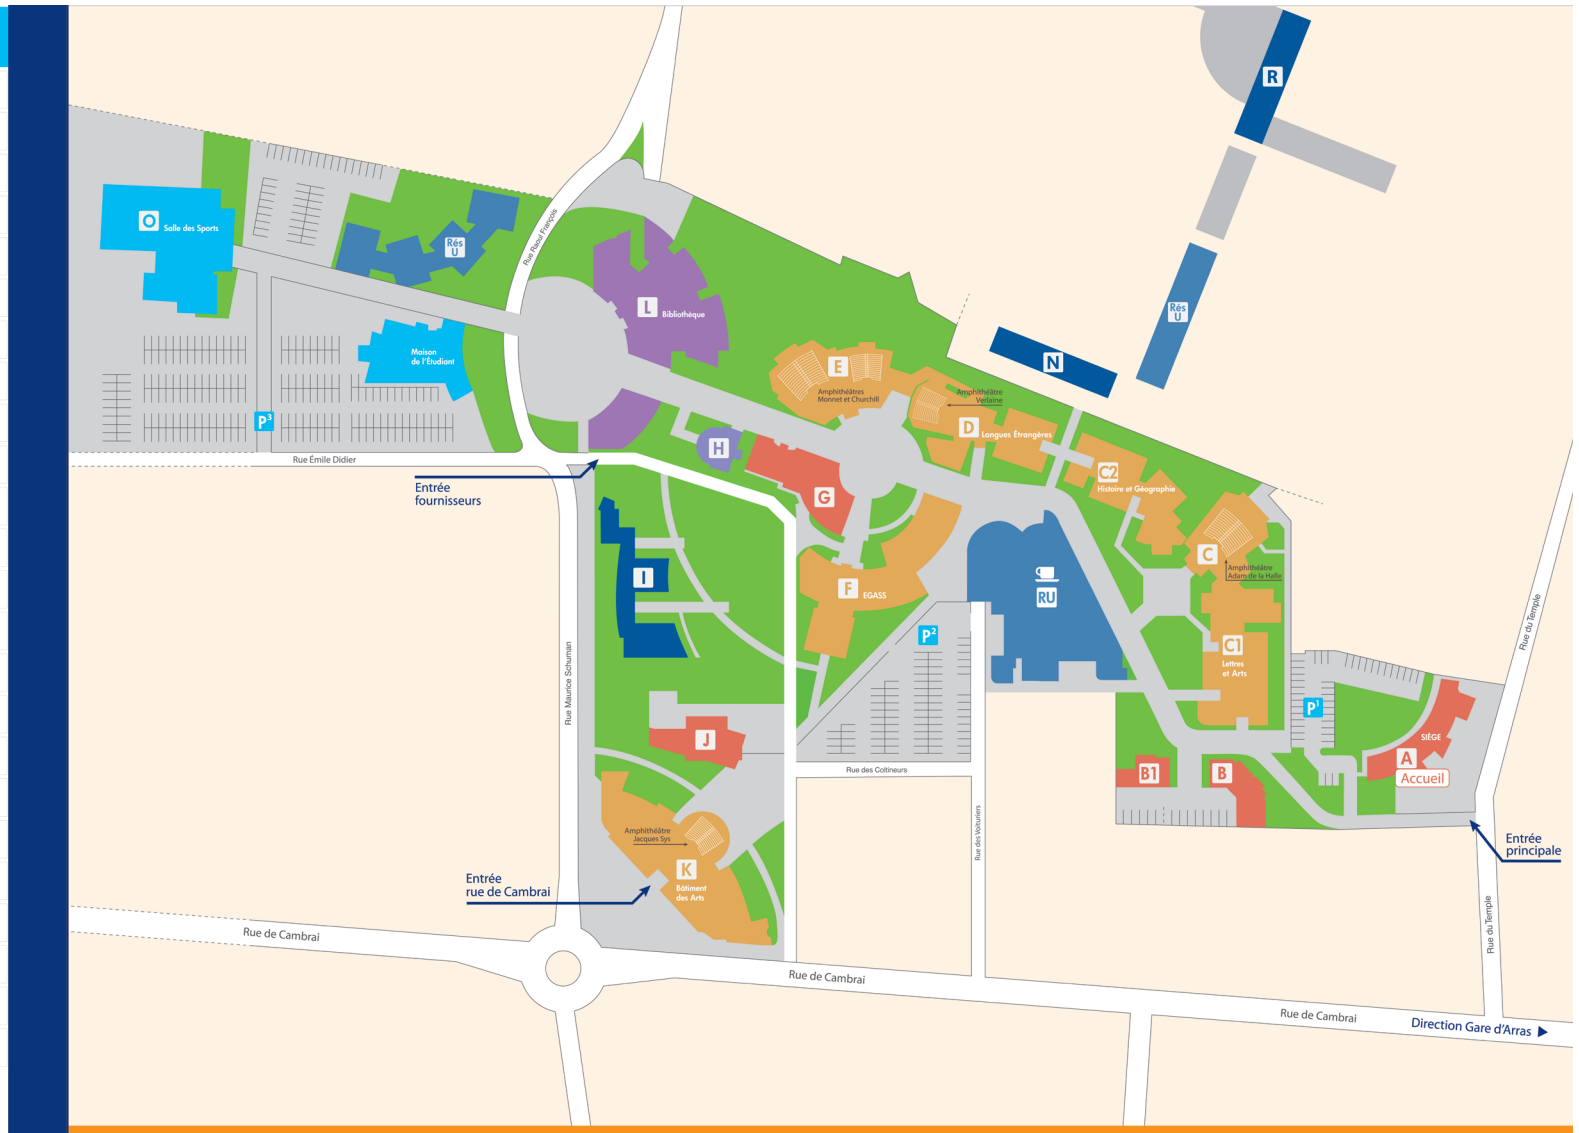 R
O
Salle des Sports
Rés
U
Rue Raoul François
L
Bibliothèque
Rés
U
Maison
de l'Étudiant
E
Amphithéâtres
Monnet et Churchill
N
Amphithéâtre
Verlaine
P3
D
Langues Étrangères
H
Rue Émile Didier
C2
Histoire et Géographie
Entrée
fournisseurs
G
C
Amphithéâtre
Adam de la Halle
I
F
EGASS
RU
P2
C1
Lettres
et Arts
Rue du Temple
Rue Maurice Schuman
P1
SIÈGE
J
A
Accueil
Rue des Coltineurs
B1
B
Amphithéâtre
Jacques Sys
Rue des Voituriers
Entrée
principale
K
Bâtiment
des Arts
Entrée
rue de Cambrai
Rue du Temple
Rue de Cambrai
Rue de Cambrai
Rue de Cambrai
Direction Gare d'Arras